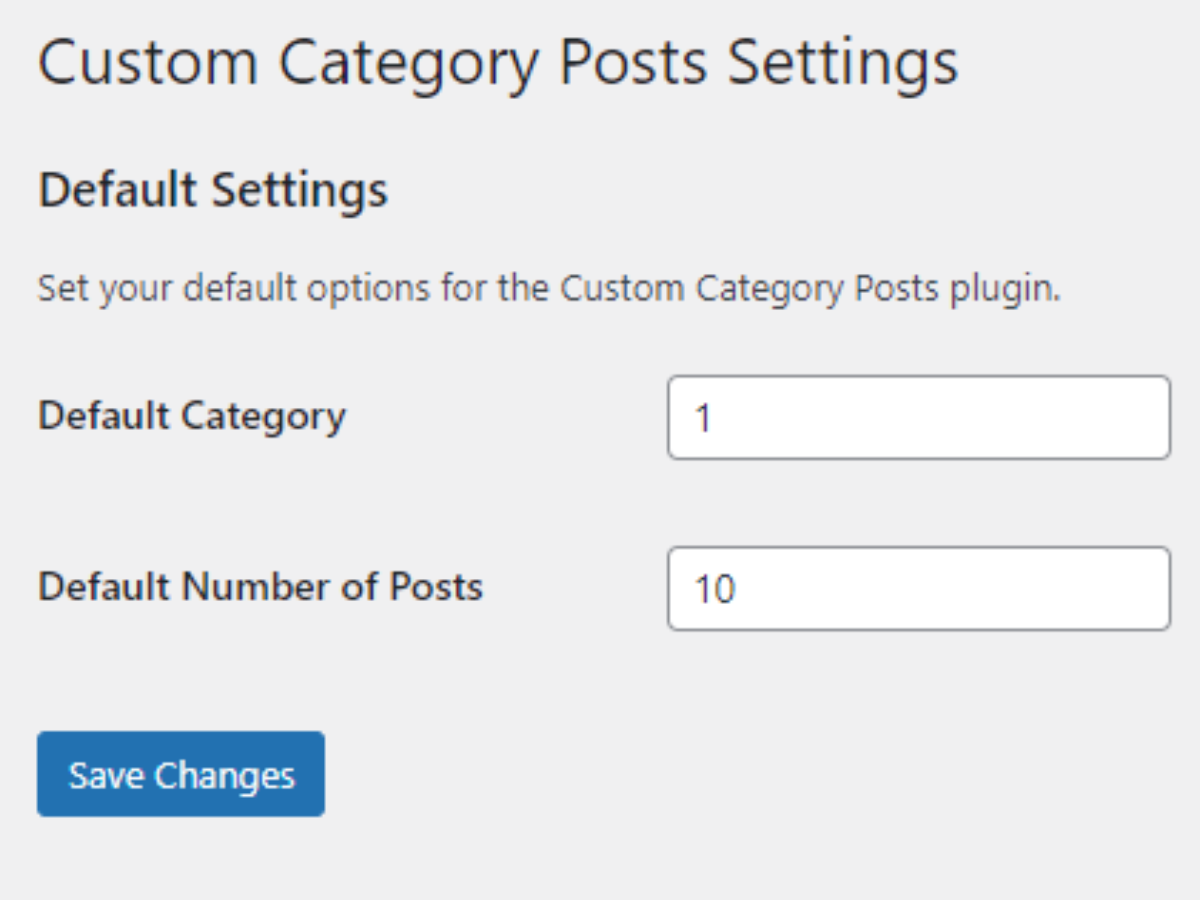 Custom Category Posts Settings
Default Settings
Set your default options for the Custom Category Posts plugin.
Default Category
1
Default Number of Posts
10
Save Changes